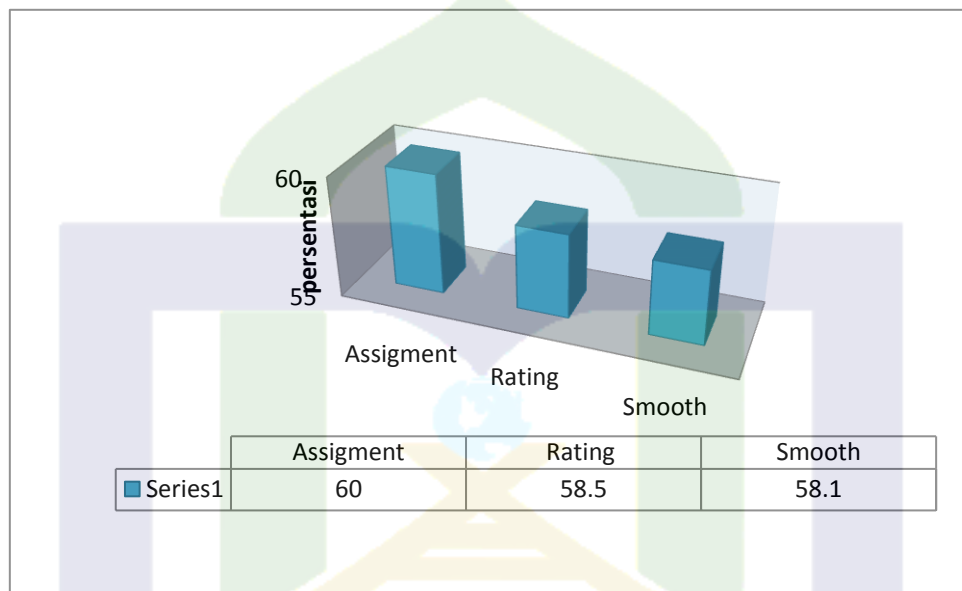 60
persentasi
55
Assigment
Rating
Smooth
Assigment Rating Smooth
Series1 60 58.5 58.1